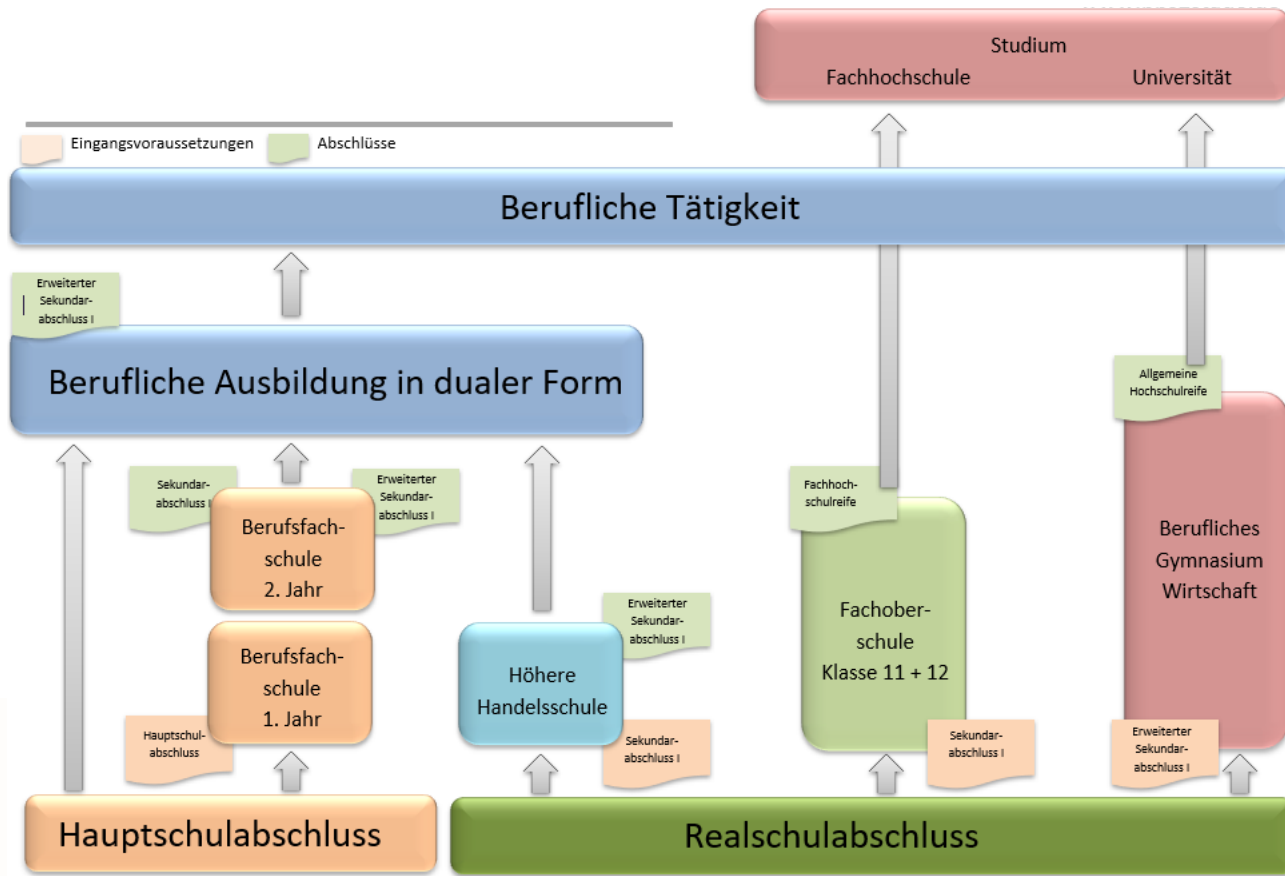 Studium
Fachhochschule
Universität
Eingangsvoraussetzungen
Abschlüsse
Berufliche Tätigkeit
Erweiterter
Sekundar-
abschluss I
Berufliche Ausbildung in dualer Form
Allgemeine
Hochschulreife
Sekundar-
abschluss I
Erweiterter
Sekundar-
abschluss I
Fachhoch-
schulreife
Berufsfach-
schule
2. Jahr
Berufliches
Gymnasium
Wirtschaft
Erweiterter
Sekundar-
abschluss I
Fachober-
schule
Klasse 11 + 12
Berufsfach-
schule
1. Jahr
Höhere
Handelsschule
Hauptschul-
abschluss
Sekundar-
abschluss I
Sekundar-
abschluss I
Erweiterter
Sekundar-
abschluss I
Hauptschulabschluss
Realschulabschluss